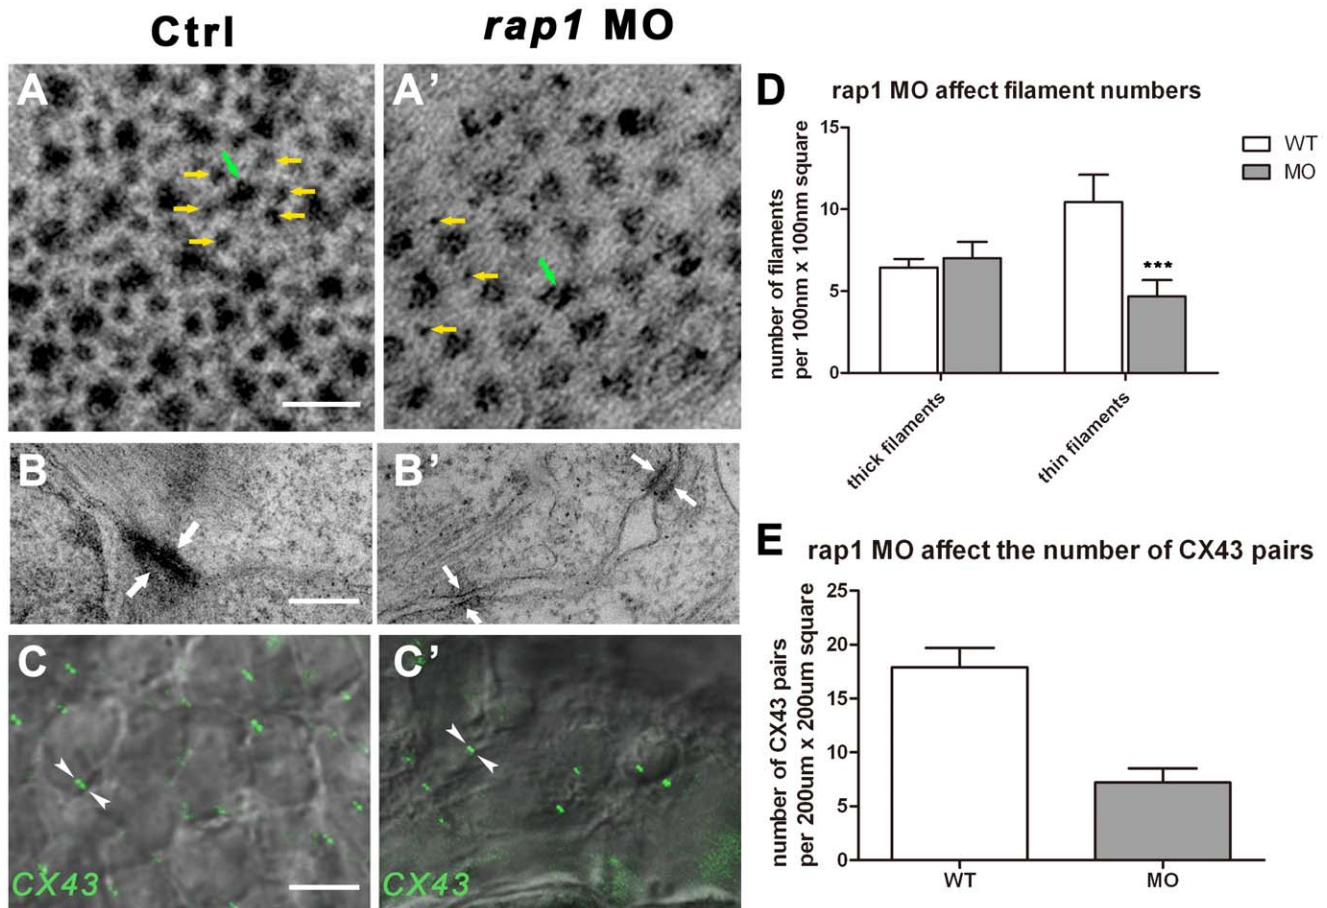 Ctrl
rap1 MO
A
A'
B
B'
C
CX43
C'
CX43
D
rap1 MO affect filament numbers
number of filaments
per 100nm x 100nm square
15
10
5
0
***
thick filaments
thin filaments
WT
MO
E
rap1 MO affect the number of CX43 pairs
number of CX43 pairs
per 200um x 200um square
25
20
15
10
5
0
WT
MO